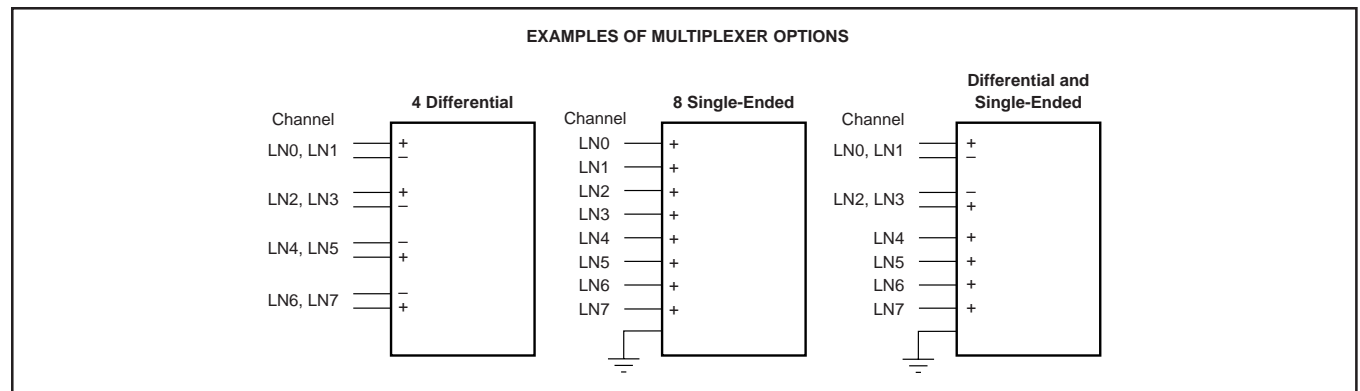 EXAMPLES OF MULTIPLEXER OPTIONS
4 Differential
Channel
LN0, LN1
+
–
LN2, LN3
+
–
LN4, LN5
–
+
LN6, LN7
–
+
8 Single-Ended
Channel
LN0
+
LN1
+
LN2
+
LN3
+
LN4
+
LN5
+
LN6
+
LN7
+
Differential and
Single-Ended
Channel
LN0, LN1
+
–
LN2, LN3
–
+
LN4
+
LN5
+
LN6
+
LN7
+